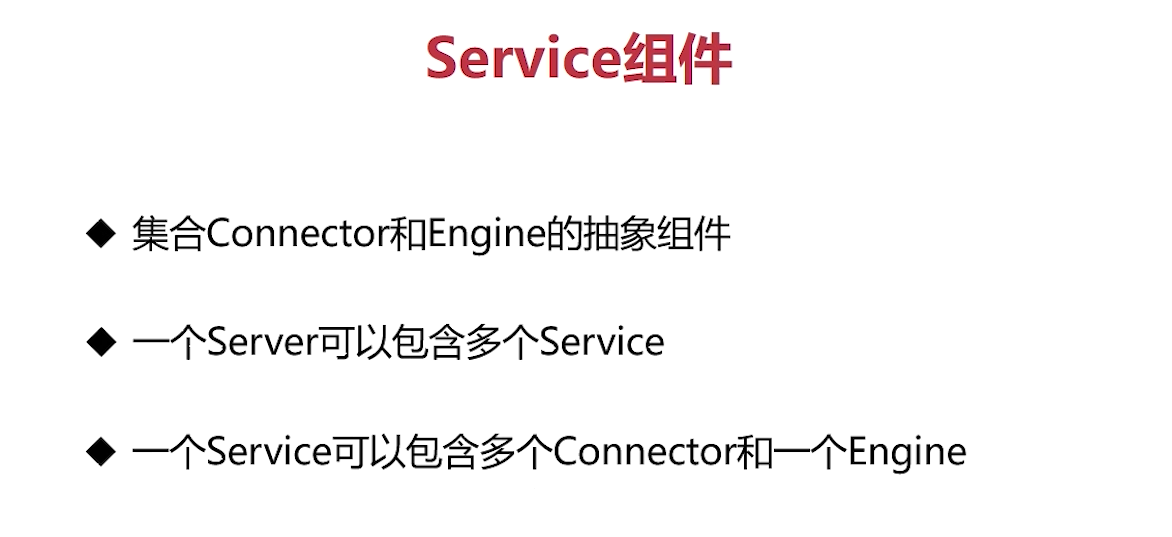 Service组件
◆ 集合Connector和Engine的抽象组件
◆ 一个Server可以包含多个Service
◆ 一个Service可以包含多个Connector和一个Engine